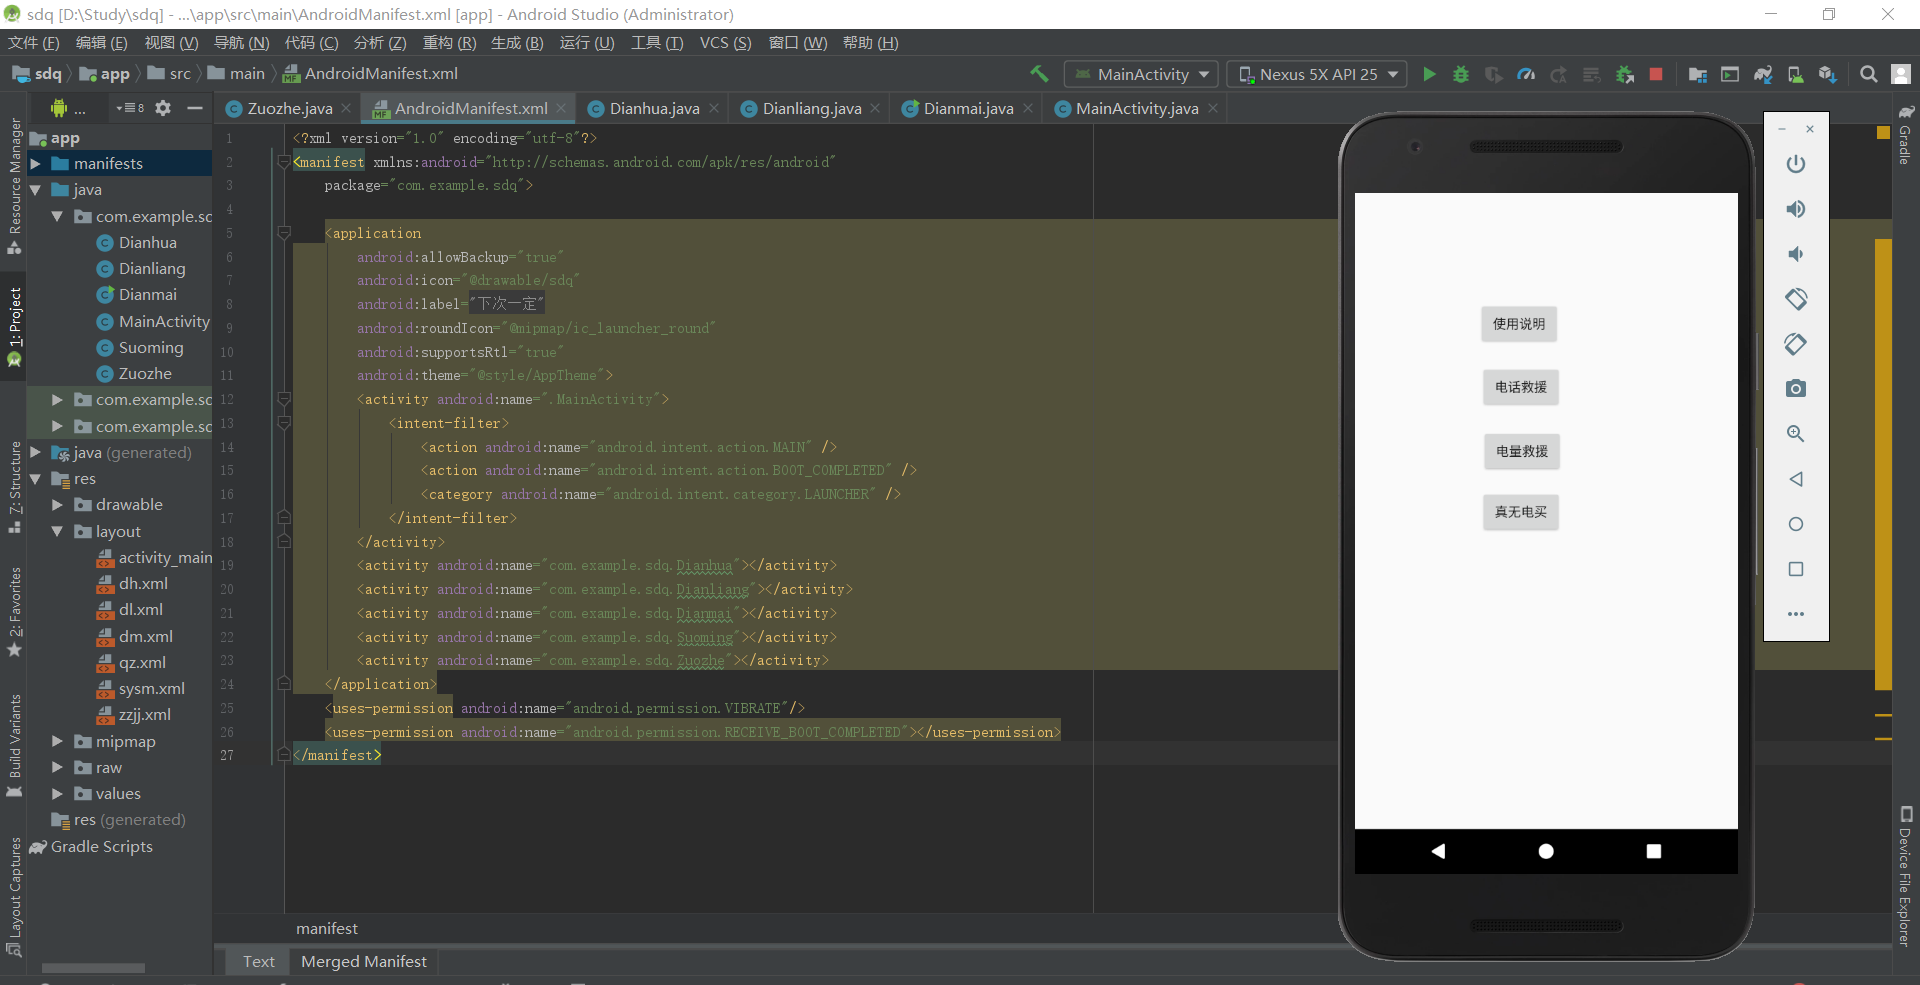 sdq [D:\Study\sdq] - ...\app\src\main\AndroidManifest.xml [app] - Android Studio (Administrator)
文件 (F) 编辑 (E) 视图 (V) 导航 (N) 代码 (C) 分析 (Z) 重构 (R) 生成 (B) 运行 (U) 工具 (T) VCS (S) 窗口 (W) 帮助 (H)
sdq app src main AndroidManifest.xml MainActivity Nexus 5X API 25
... 8 Zuozhe.java AndroidManifest.xml Dianhua.java Dianliang.java Dianmai.java MainActivity.java
Resource Manager
1: Project
7: Structure
2: Favorites
Build Variants
Layout Captures
app
manifests
java
com.example.sc
Dianhua
Dianliang
Dianmai
MainActivity
Suoming
Zuozhe
com.example.sc
com.example.sc
java (generated)
res
drawable
layout
activity_main
dh.xml
dl.xml
dm.xml
qz.xml
sysm.xml
zzjj.xml
mipmap
raw
values
res (generated)
Gradle Scripts
1 <?xml version="1.0" encoding="utf-8"?>
2 <manifest xmlns:android="http://schemas.android.com/apk/res/android"
3 package="com.example.sdq">
4
5 <application
6 android:allowBackup="true"
7 android:icon="@drawable/sdq"
8 android:label="下次一定"
9 android:roundIcon="@mipmap/ic_launcher_round"
10 android:supportsRtl="true"
11 android:theme="@style/AppTheme">
12 <activity android:name=".MainActivity">
13 <intent-filter>
14 <action android:name="android.intent.action.MAIN" />
15 <action android:name="android.intent.action.BOOT_COMPLETED" />
16 <category android:name="android.intent.category.LAUNCHER" />
17 </intent-filter>
18 </activity>
19 <activity android:name="com.example.sdq.Dianhua"></activity>
20 <activity android:name="com.example.sdq.Dianliang"></activity>
21 <activity android:name="com.example.sdq.Dianmai"></activity>
22 <activity android:name="com.example.sdq.Suoming"></activity>
23 <activity android:name="com.example.sdq.Zuozhe"></activity>
24 </application>
25 <uses-permission android:name="android.permission.VIBRATE"/>
26 <uses-permission android:name="android.permission.RECEIVE_BOOT_COMPLETED"></uses-permission>
27 </manifest>
manifest
Text Merged Manifest
使用说明
电话救援
电量救援
真无电买
Gradle
Device File Explorer